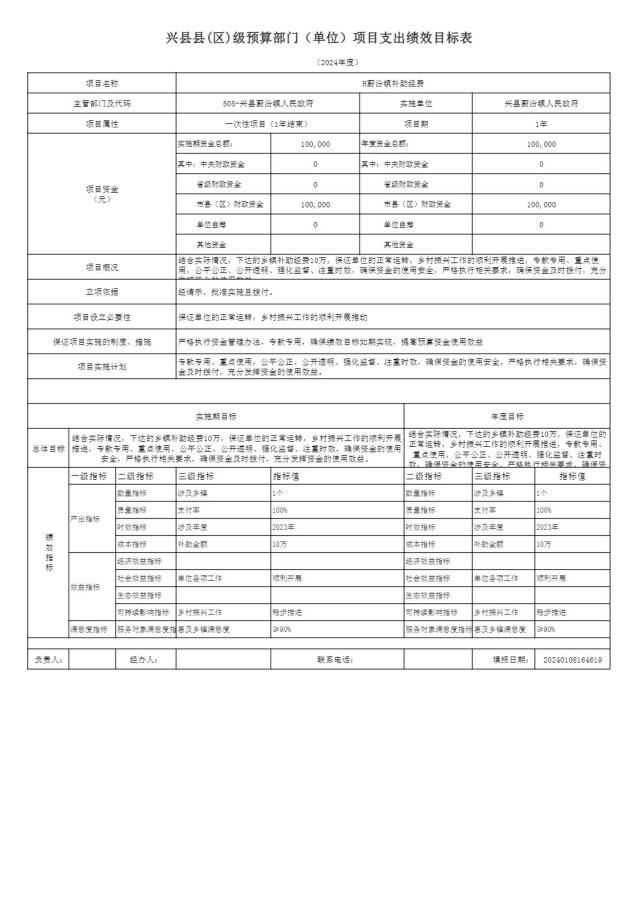 兴县县(区)级预算部门（单位）项目支出绩效目标表
（2024年度）
项目名称 H蔚汾镇补助经费
主管部门及代码 505-兴县蔚汾镇人民政府 实施单位 兴县蔚汾镇人民政府
项目属性 一次性项目（1年结束） 项目期 1年
项目资金
（元）
实施期资金总额： 100,000 年度资金总额： 100,000
其中：中央财政资金 0 其中：中央财政资金 0
省级财政资金 0 省级财政资金 0
市县（区）财政资金 100,000 市县（区）财政资金 100,000
单位自筹 0 单位自筹 0
其他资金 其他资金
项目概况
结合实际情况，下达的乡镇补助经费10万，保证单位的正常运转，乡村振兴工作的顺利开展推进，专款专用、重点使
用，公平公正、公开透明、强化监督、注重时效，确保资金的使用安全，严格执行相关要求，确保资金及时拨付，充分
立项依据 经请示，批准实施且拨付。
项目设立必要性 保证单位的正常运转，乡村振兴工作的顺利开展推动
保证项目实施的制度、措施 严格执行资金管理办法，专款专用，确保绩效目标如期实现，提高预算资金使用效益
项目实施计划
专款专用、重点使用，公平公正、公开透明、强化监督、注重时效，确保资金的使用安全，严格执行相关要求，确保资
金及时拨付，充分发挥资金的使用效益。
实施期目标 年度目标
总体目标
结合实际情况，下达的乡镇补助经费10万，保证单位的正常运转，乡村振兴工作的顺利开展
推进，专款专用、重点使用，公平公正、公开透明、强化监督、注重时效，确保资金的使用
安全，严格执行相关要求，确保资金及时拨付，充分发挥资金的使用效益。
结合实际情况，下达的乡镇补助经费10万，保证单位的
正常运转，乡村振兴工作的顺利开展推进，专款专用、
重点使用，公平公正、公开透明、强化监督、注重时
效，确保资金的使用安全，严格执行相关要求，确保资
绩效指标
一级指标 二级指标 三级指标 指标值 二级指标 三级指标 指标值
产出指标
数量指标 涉及乡镇 1个 数量指标 涉及乡镇 1个
质量指标 支付率 100% 质量指标 支付率 100%
时效指标 涉及年度 2023年 时效指标 涉及年度 2023年
成本指标 补助金额 10万 成本指标 补助金额 10万
效益指标
经济效益指标 经济效益指标
社会效益指标 单位各项工作 顺利开展 社会效益指标 单位各项工作 顺利开展
生态效益指标 生态效益指标
可持续影响指标 乡村振兴工作 稳步推进 可持续影响指标 乡村振兴工作 稳步推进
满意度指标 服务对象满意度指 惠及乡镇满意度 ≥90% 服务对象满意度指标 惠及乡镇满意度 ≥90%
负责人： 经办人： 联系电话： 填报日期： 20240108164619